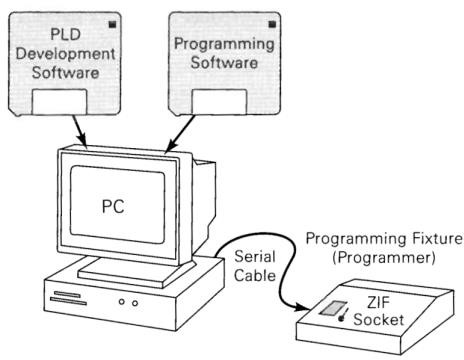 PLD
Development
Software
Programming
Software
PC
Serial
Cable
Programming Fixture
(Programmer)
ZIF
Socket